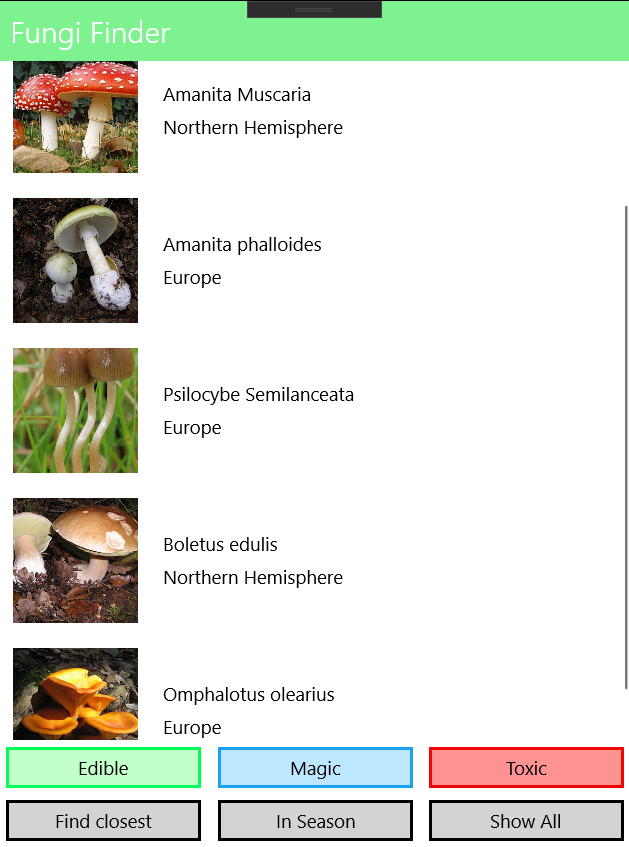 Fungi Finder
Amanita Muscaria
Northern Hemisphere
Amanita phalloides
Europe
Psilocybe Semilanceata
Europe
Boletus edulis
Northern Hemisphere
Omphalotus olearius
Europe
Edible Magic Toxic
Find closest In Season Show All